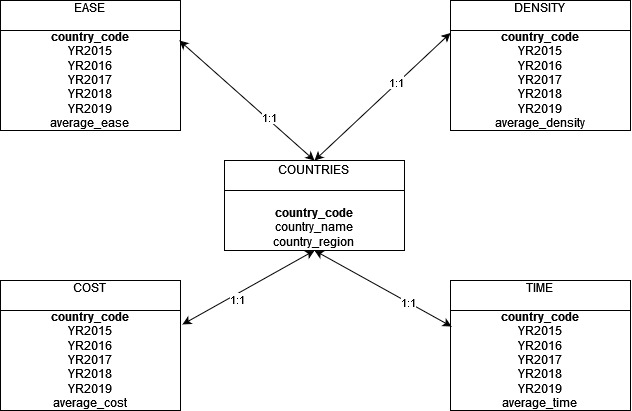 EASE
country_code
YR2015
YR2016
YR2017
YR2018
YR2019
average_ease
DENSITY
country_code
YR2015
YR2016
YR2017
YR2018
YR2019
average_density
1:1
1:1
COUNTRIES
country_code
country_name
country_region
1:1
1:1
COST
country_code
YR2015
YR2016
YR2017
YR2018
YR2019
average_cost
TIME
country_code
YR2015
YR2016
YR2017
YR2018
YR2019
average_time